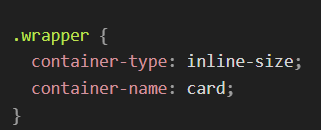 .wrapper {
  container-type: inline-size;
  container-name: card;
}